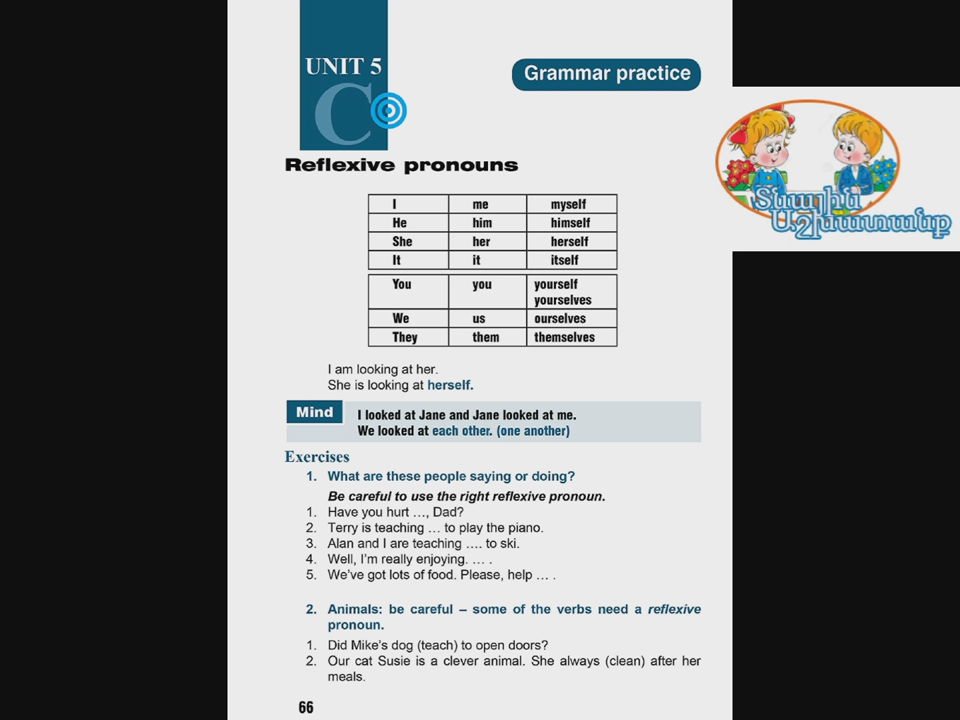 UNIT 5
C
Grammar practice
Տնային
Աշխատանք
Reflexive pronouns
I me myself
He him himself
She her herself
It it itself
You you yourself
yourselves
We us ourselves
They them themselves
I am looking at her.
She is looking at herself.
Mind
I looked at Jane and Jane looked at me.
We looked at each other. (one another)
Exercises
1. What are these people saying or doing?
Be careful to use the right reflexive pronoun.
1. Have you hurt …, Dad?
2. Terry is teaching … to play the piano.
3. Alan and I are teaching …. to ski.
4. Well, I’m really enjoying. … .
5. We’ve got lots of food. Please, help … .
2. Animals: be careful – some of the verbs need a reflexive
pronoun.
1. Did Mike’s dog (teach) to open doors?
2. Our cat Susie is a clever animal. She always (clean) after her
meals.
66